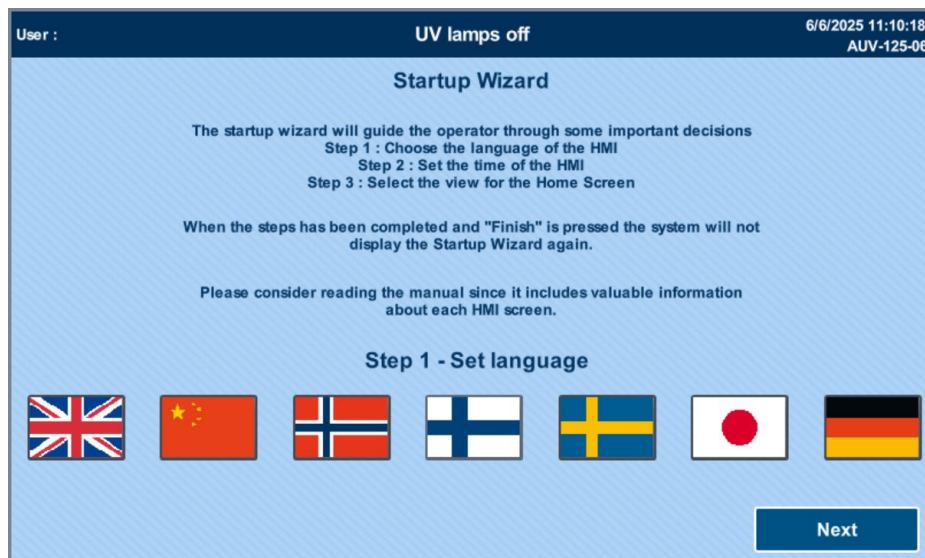 User :
UV lamps off
6/6/2025 11:10:18
AUV-125-06
Startup Wizard
The startup wizard will guide the operator through some important decisions
Step 1 : Choose the language of the HMI
Step 2 : Set the time of the HMI
Step 3 : Select the view for the Home Screen
When the steps has been completed and "Finish" is pressed the system will not
display the Startup Wizard again.
Please consider reading the manual since it includes valuable information
about each HMI screen.
Step 1 - Set language
Next